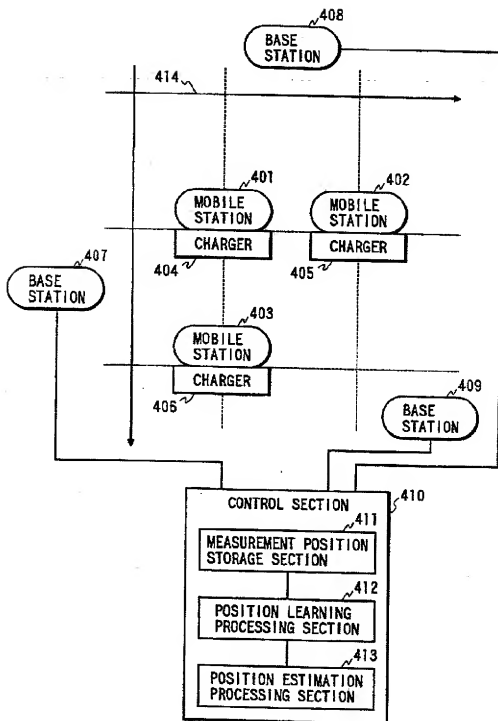 408
BASE
STATION
414
401
MOBILE
STATION
CHARGER
404
402
MOBILE
STATION
CHARGER
405
407
BASE
STATION
403
MOBILE
STATION
CHARGER
406
409
BASE
STATION
410
CONTROL SECTION
411
MEASUREMENT POSITION
STORAGE SECTION
412
POSITION LEARNING
PROCESSING SECTION
413
POSITION ESTIMATION
PROCESSING SECTION